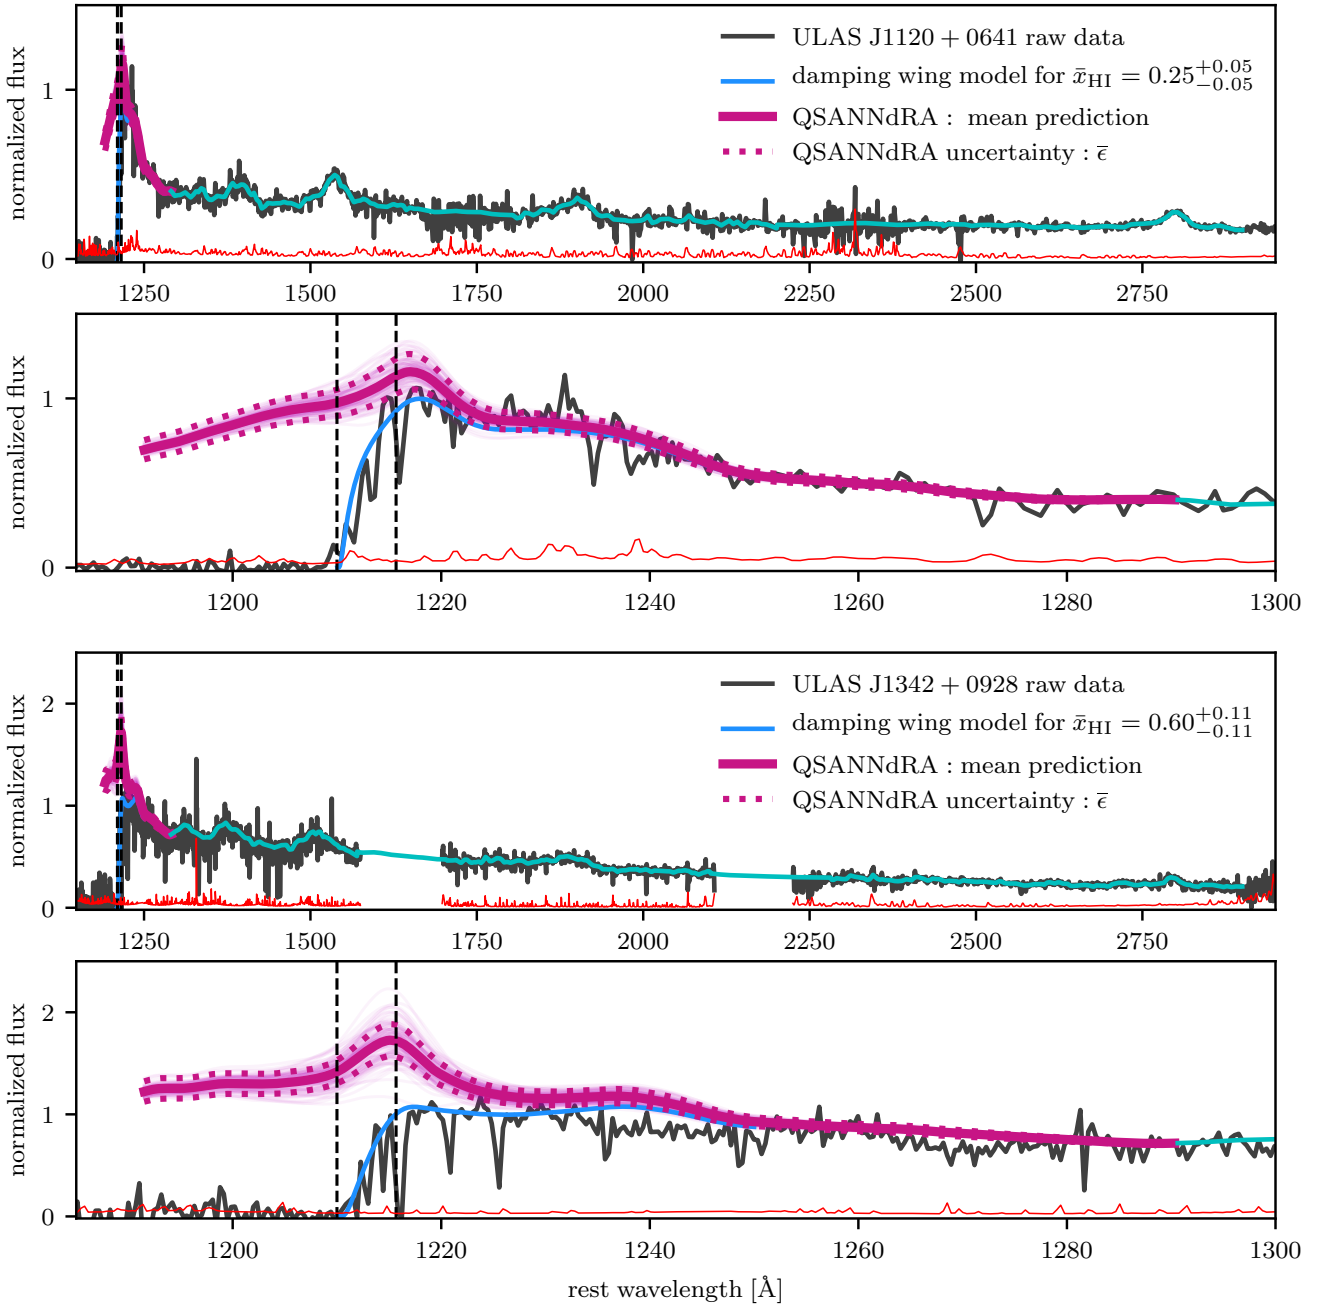 normalized flux
1
0
ULAS J1120 + 0641 raw data
damping wing model for x̄HI = 0.25+0.05−0.05
QSANNdRA : mean prediction
QSANNdRA uncertainty : ϵ̅
1250 1500 1750 2000 2250 2500 2750
normalized flux
1
0
1200 1220 1240 1260 1280 1300
normalized flux
2
1
0
ULAS J1342 + 0928 raw data
damping wing model for x̄HI = 0.60+0.11−0.11
QSANNdRA : mean prediction
QSANNdRA uncertainty : ϵ̅
1250 1500 1750 2000 2250 2500 2750
normalized flux
2
1
0
1200 1220 1240 1260 1280 1300
rest wavelength [Å]